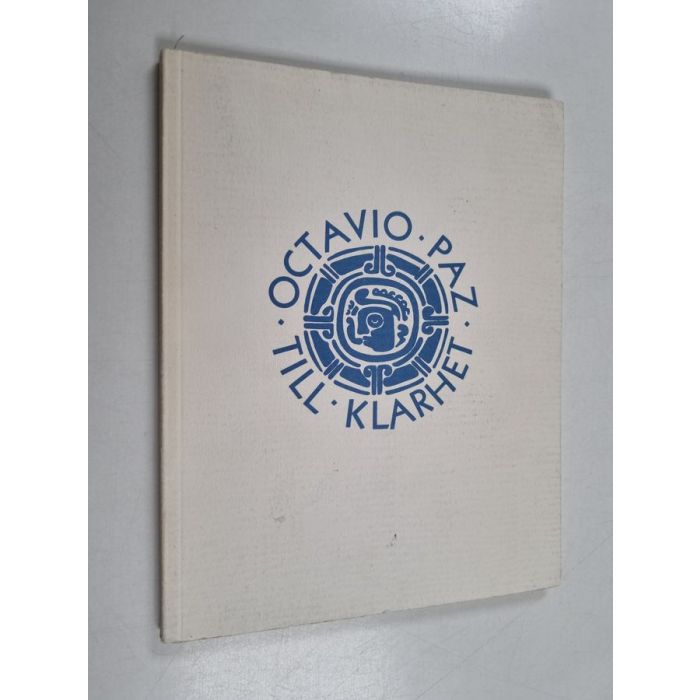 OCTAVIO · PAZ ·
TILL · KLARHET ·